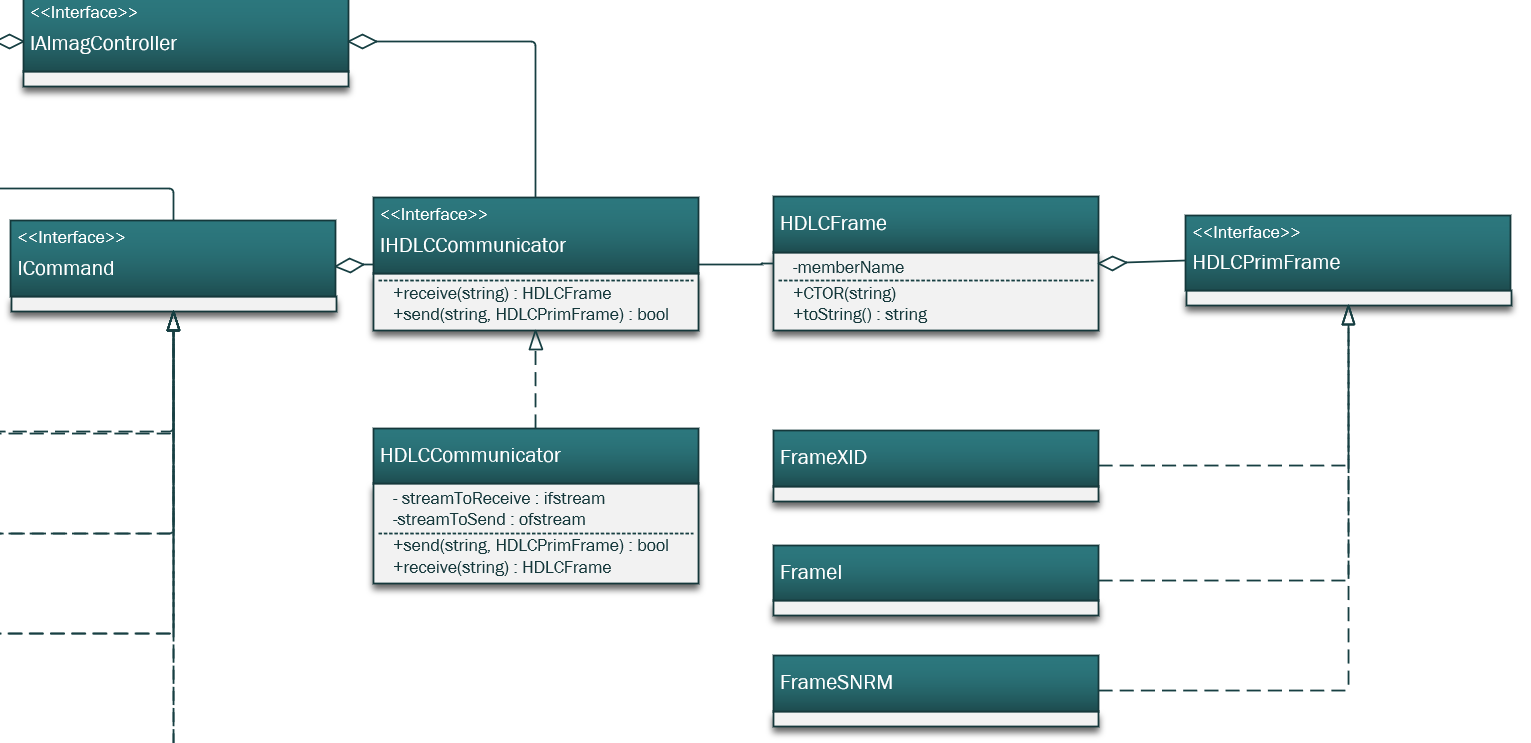 <<Interface>>
IAImagController
<<Interface>>
ICommand
<<Interface>>
IHDLCCommunicator
+receive(string) : HDLCFrame
+send(string, HDLCPrimFrame) : bool
HDLCFrame
-memberName
+CTOR(string)
+toString() : string
<<Interface>>
HDLCPrimFrame
HDLCCommunicator
- streamToReceive : ifstream
-streamToSend : ofstream
+send(string, HDLCPrimFrame) : bool
+receive(string) : HDLCFrame
FrameXID
FrameI
FrameSNRM